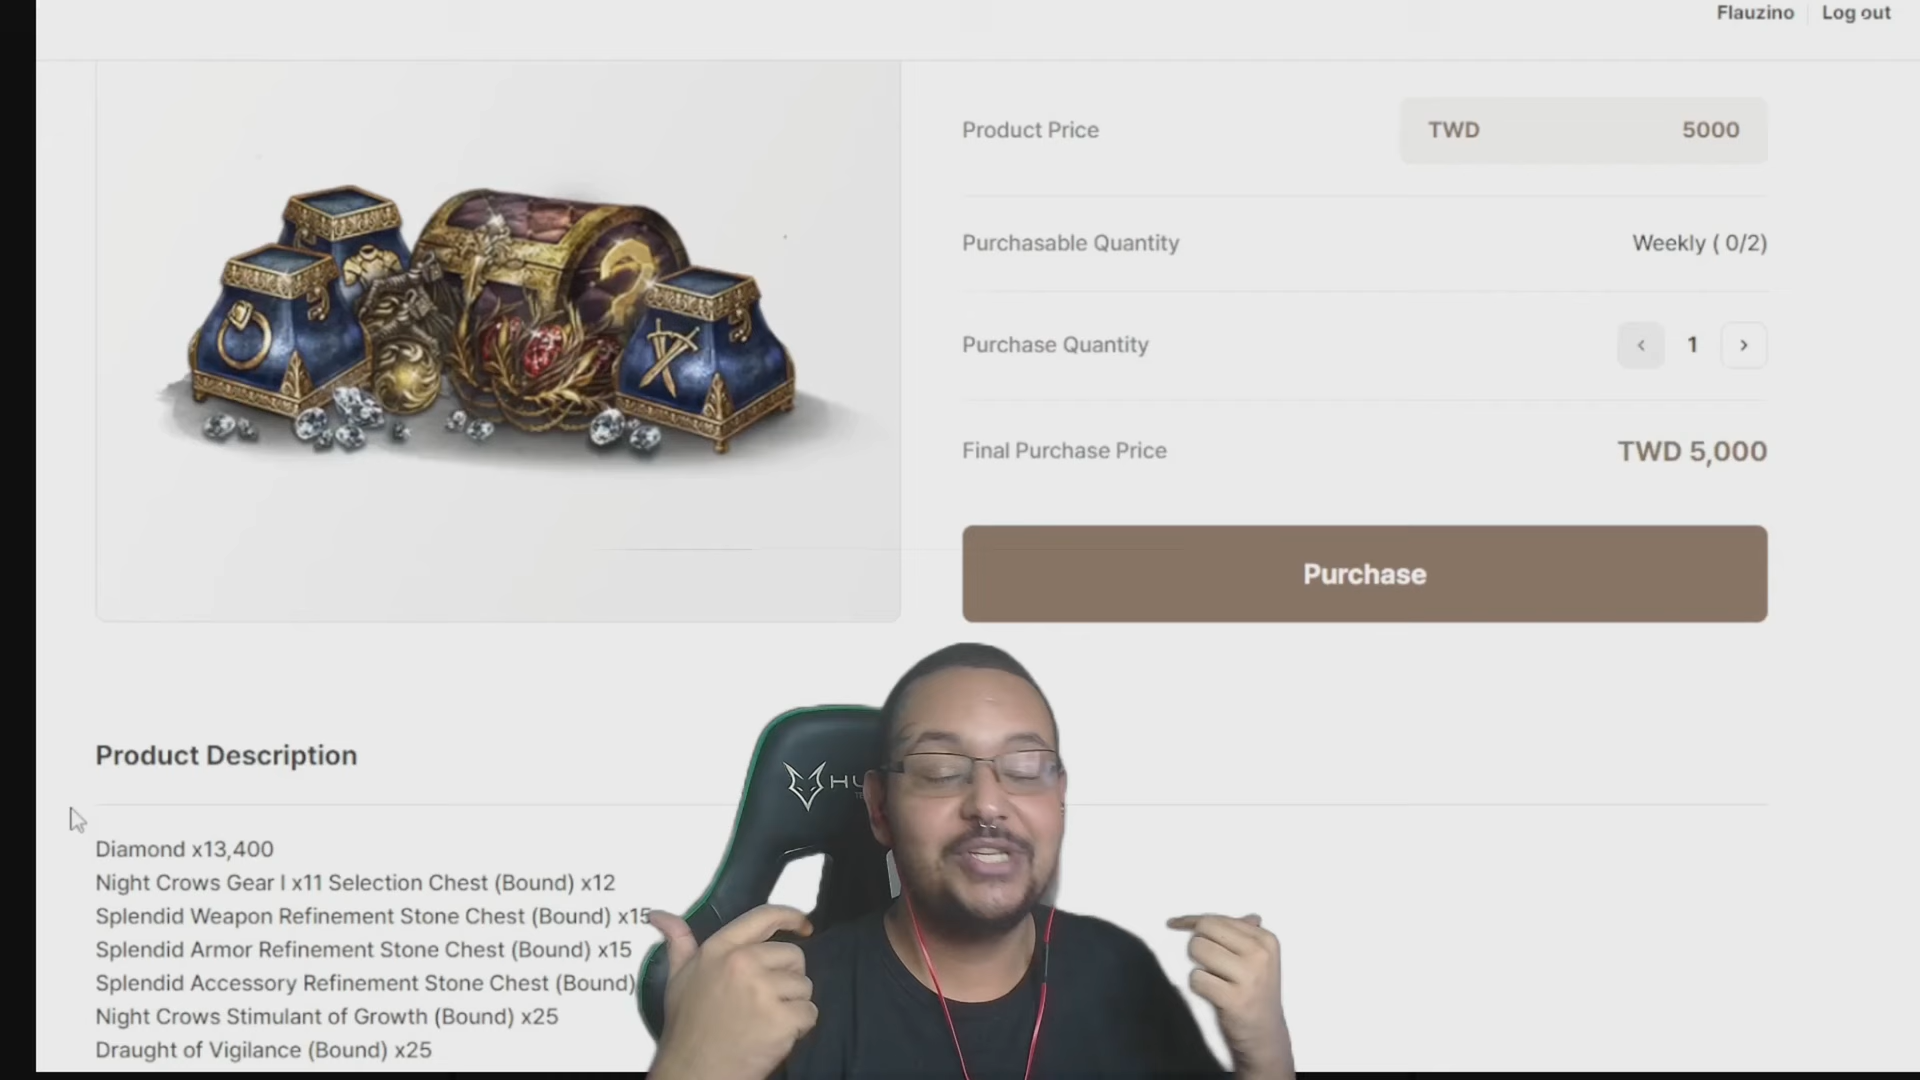 Flauzino Log out
Product Price TWD 5000
Purchasable Quantity Weekly ( 0/2)
Purchase Quantity 1
Final Purchase Price TWD 5,000
Purchase
Product Description
Diamond x13,400
Night Crows Gear I x11 Selection Chest (Bound) x12
Splendid Weapon Refinement Stone Chest (Bound) x15
Splendid Armor Refinement Stone Chest (Bound) x15
Splendid Accessory Refinement Stone Chest (Bound)
Night Crows Stimulant of Growth (Bound) x25
Draught of Vigilance (Bound) x25